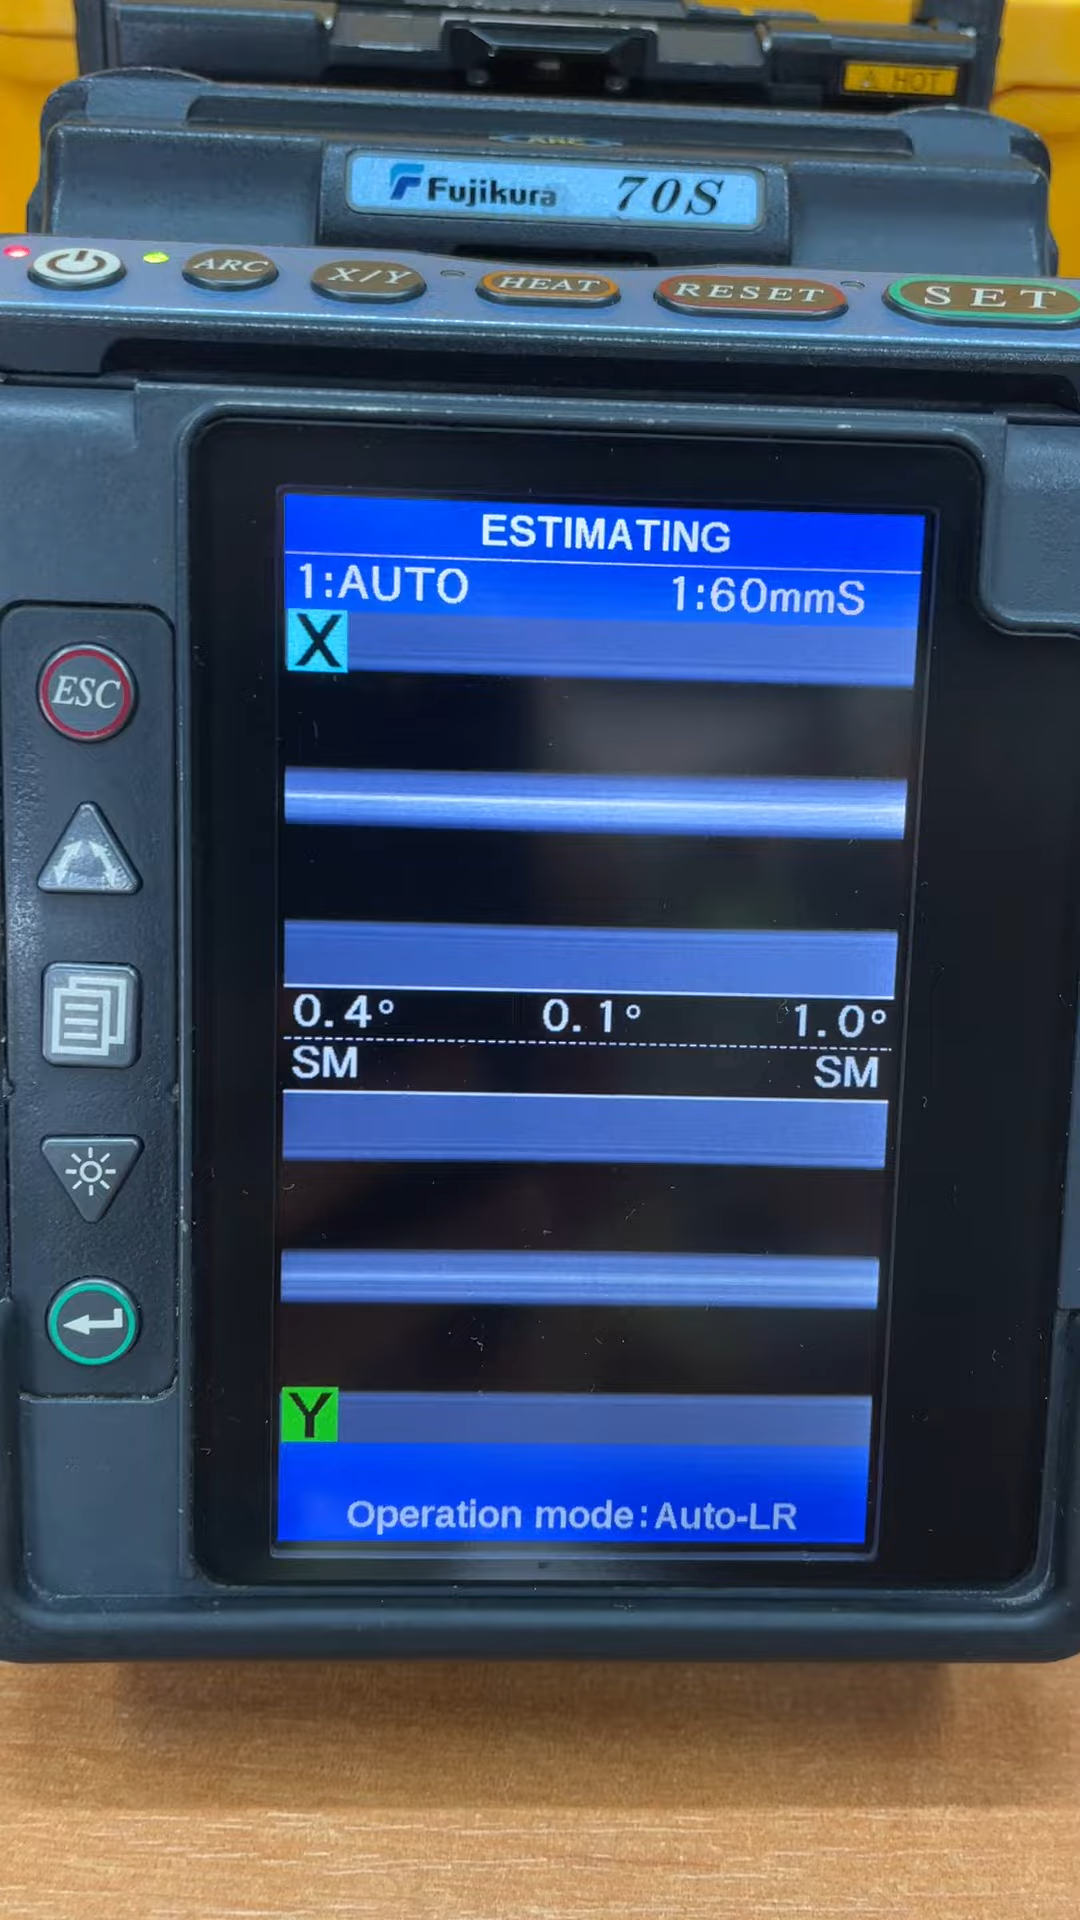 ⚠ HOT
Fujikura 70S
ARC X/Y HEAT RESET SET
ESTIMATING
1:AUTO 1:60mmS
X
ESC
0.4° 0.1° 1.0°
SM SM
Y
Operation mode:Auto-LR